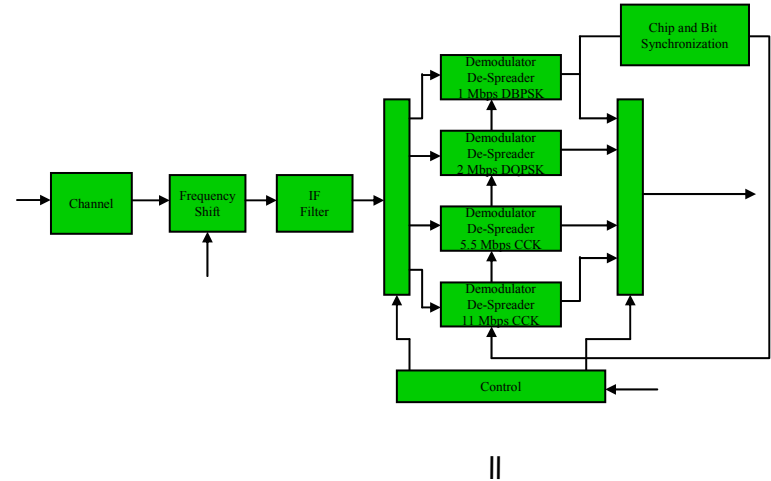 Chip and Bit
Synchronization
Demodulator
De-Spreader
1 Mbps DBPSK
Demodulator
De-Spreader
2 Mbps DQPSK
Channel
Frequency
Shift
IF
Filter
Demodulator
De-Spreader
5.5 Mbps CCK
Demodulator
De-Spreader
11 Mbps CCK
Control